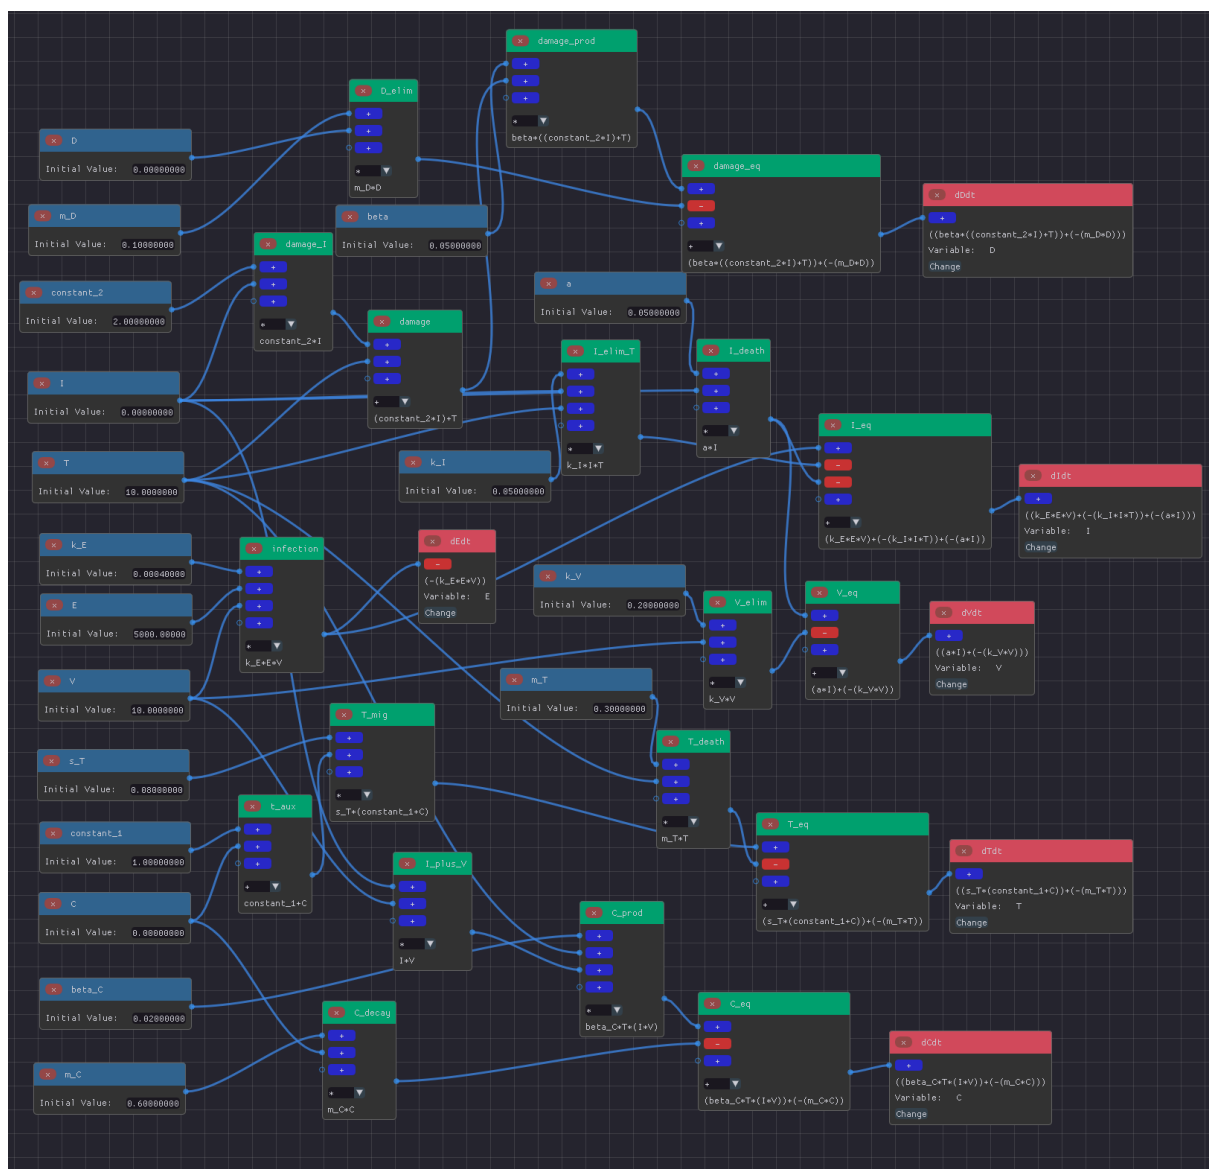 damage_prod
*
beta*((constant_2*I)+T)
D_elim
*
m_D*D
D
Initial Value: 0.00000000
damage_eq
+
(beta*((constant_2*I)+T))+(-(m_D*D))
dDdt
((beta*((constant_2*I)+T))+(-(m_D*D)))
Variable: D
Change
m_D
Initial Value: 0.10000000
beta
Initial Value: 0.05000000
damage_I
*
constant_2*I
constant_2
Initial Value: 2.00000000
a
Initial Value: 0.05000000
damage
+
(constant_2*I)+T
I_elim_T
*
k_I*I*T
I_death
*
a*I
I
Initial Value: 0.00000000
I_eq
+
(k_E*E*V)+(-(k_I*I*T))+(-(a*I))
T
Initial Value: 10.0000000
k_I
Initial Value: 0.05000000
dIdt
((k_E*E*V)+(-(k_I*I*T))+(-(a*I)))
Variable: I
Change
k_E
Initial Value: 0.00040000
infection
*
k_E*E*V
dEdt
(-(k_E*E*V))
Variable: E
Change
k_V
Initial Value: 0.20000000
V_elim
*
k_V*V
V_eq
+
(a*I)+(-(k_V*V))
dVdt
((a*I)+(-(k_V*V)))
Variable: V
Change
E
Initial Value: 5000.00000
V
Initial Value: 10.0000000
m_T
Initial Value: 0.30000000
T_mig
*
s_T*(constant_1+C)
T_death
*
m_T*T
s_T
Initial Value: 0.08000000
t_aux
+
constant_1+C
constant_1
Initial Value: 1.00000000
T_eq
+
(s_T*(constant_1+C))+(-(m_T*T))
dTdt
((s_T*(constant_1+C))+(-(m_T*T)))
Variable: T
Change
I_plus_V
+
I+V
C
Initial Value: 0.00000000
C_prod
*
beta_C*T*(I+V)
beta_C
Initial Value: 0.02000000
C_decay
*
m_C*C
C_eq
+
(beta_C*T*(I+V))+(-(m_C*C))
dCdt
((beta_C*T*(I+V))+(-(m_C*C)))
Variable: C
Change
m_C
Initial Value: 0.60000000